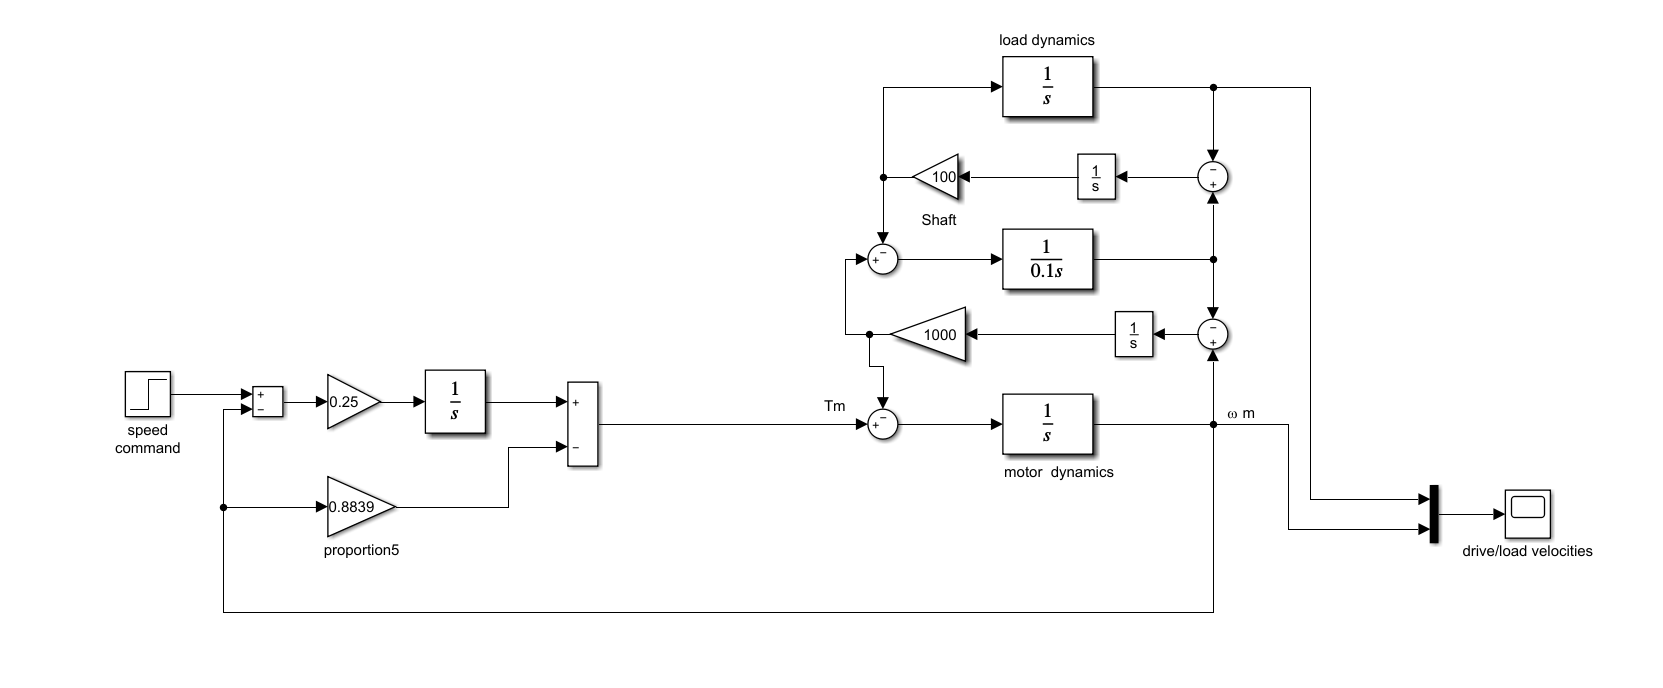 load dynamics
1
s
100
1
s
−
+
Shaft
−
+
1
0.1s
1000
1
s
−
+
speed
command
+
−
0.25
1
s
+
−
Tm
−
+
1
s
ω m
motor dynamics
0.8839
proportion5
drive/load velocities